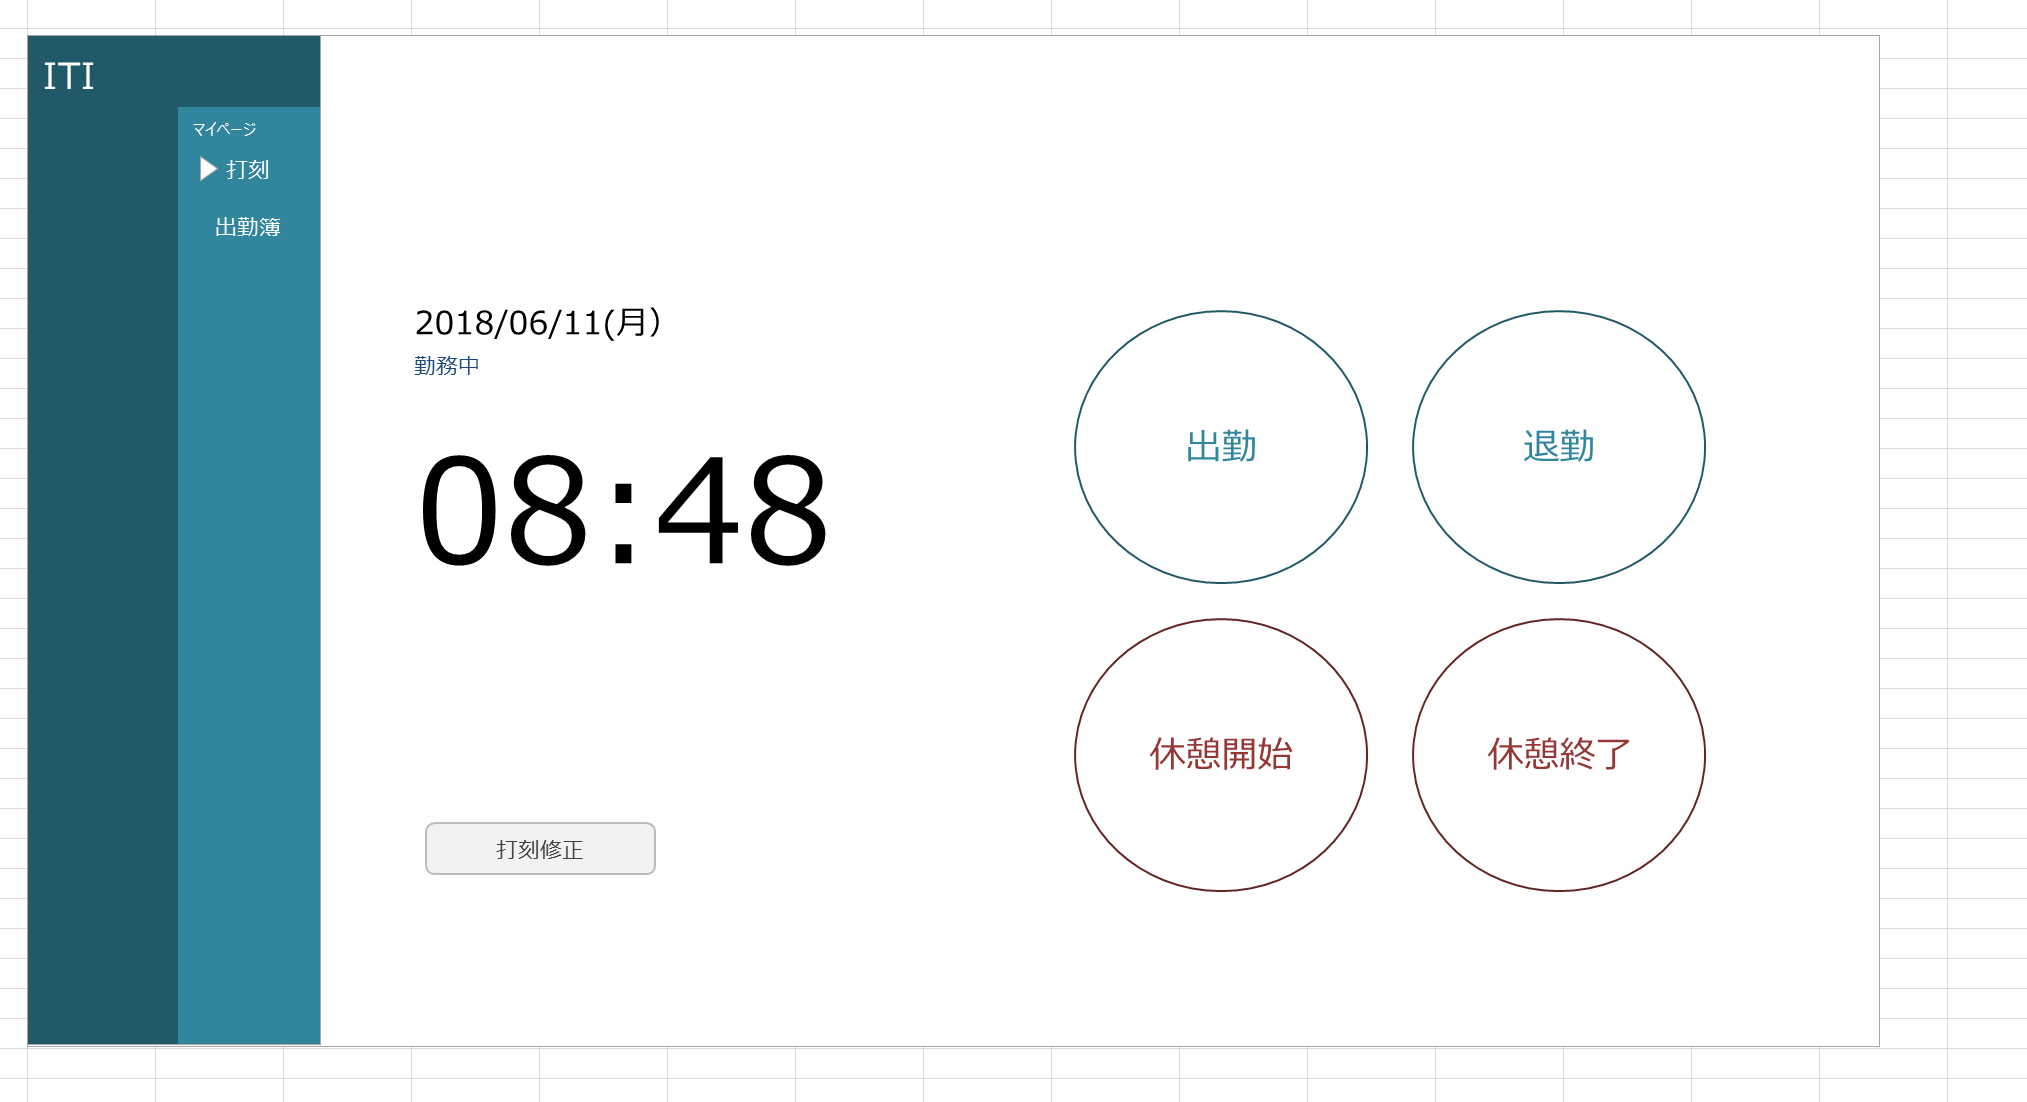 ITI
マイページ
打刻
出勤簿
2018/06/11(月)
勤務中
08:48
打刻修正
出勤
退勤
休憩開始
休憩終了